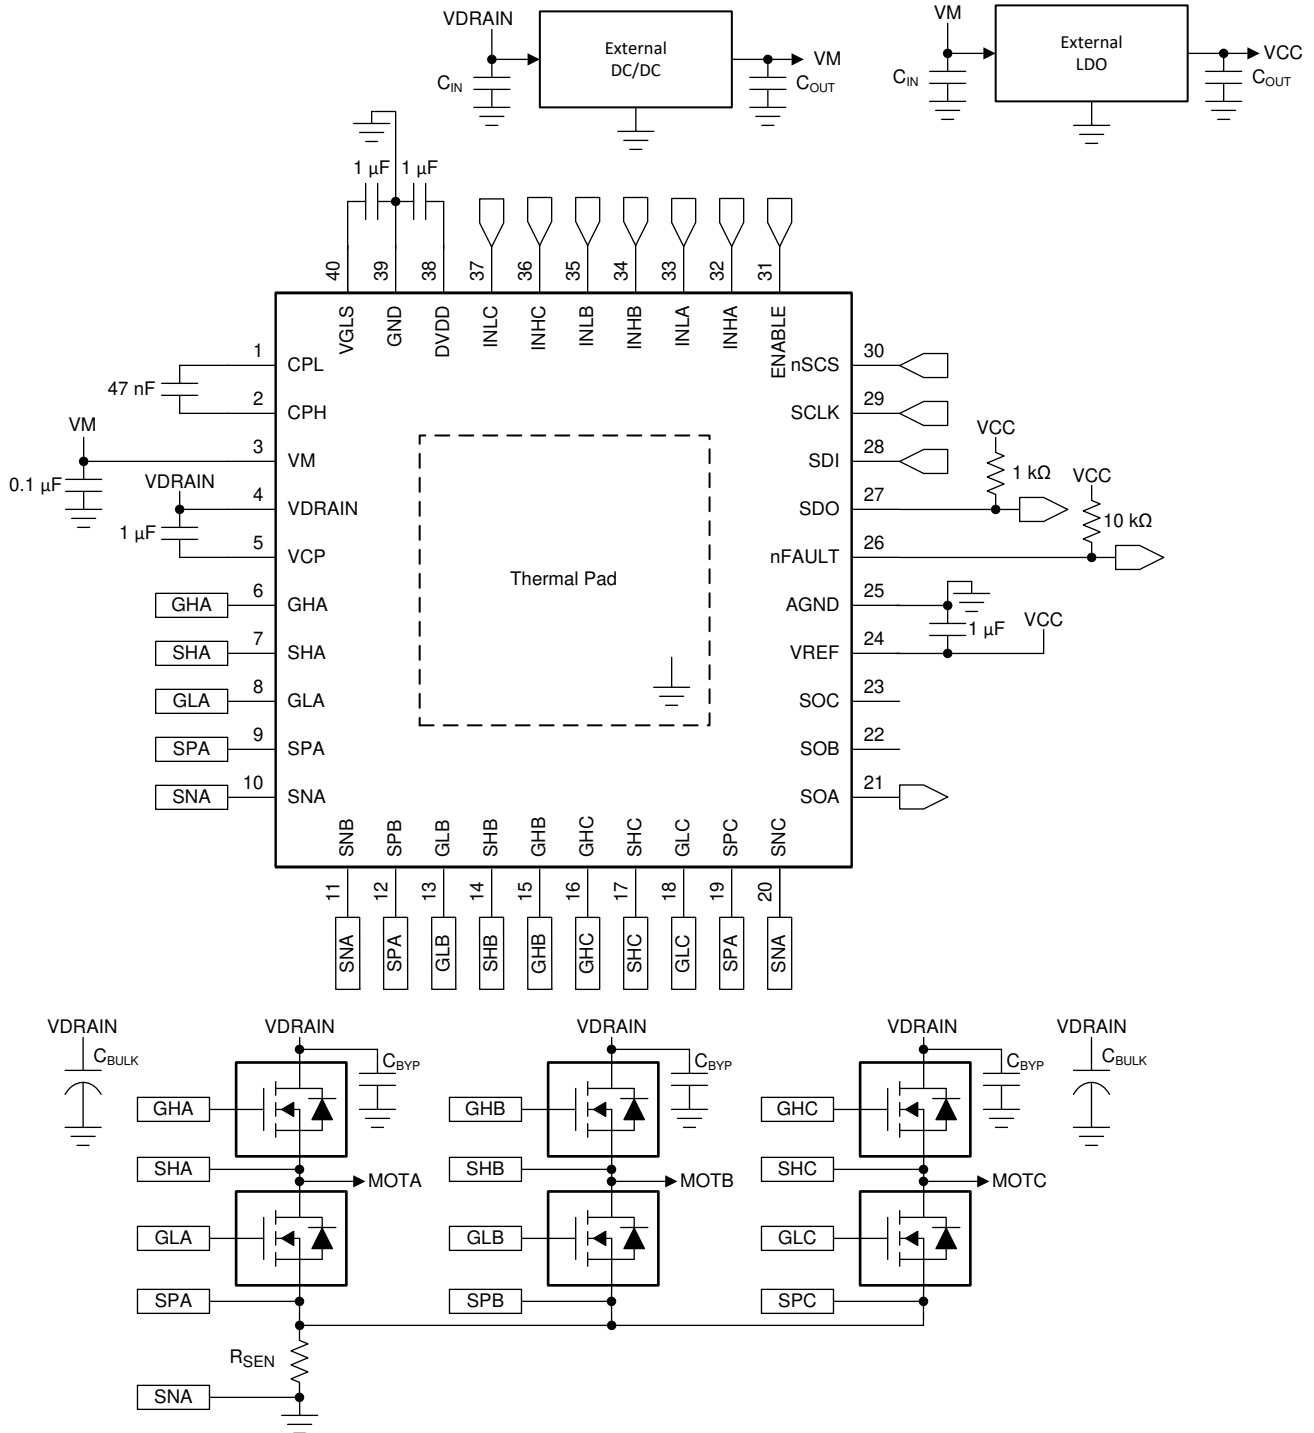 VDRAIN
External
DC/DC
VM
CIN
COUT
VM
External
LDO
VCC
CIN
COUT
1 µF 1 µF
40 39 38 37 36 35 34 33 32 31
VGLS GND DVDD INLC INHC INLB INHB INLA INHA ENABLE
1 CPL
47 nF
2 CPH
VM
3 VM
0.1 µF
VDRAIN
4 VDRAIN
1 µF
5 VCP
GHA 6 GHA
SHA 7 SHA
GLA 8 GLA
SPA 9 SPA
SNA 10 SNA
Thermal Pad
nSCS 30
SCLK 29
SDI 28
VCC
1 kΩ
SDO 27
VCC
10 kΩ
nFAULT 26
AGND 25
1 µF
VCC
VREF 24
SOC 23
SOB 22
SOA 21
SNB SPB GLB SHB GHB GHC SHC GLC SPC SNC
11 12 13 14 15 16 17 18 19 20
SNA SPA GLB SHB GHB GHC SHC GLC SPA SNA
VDRAIN
CBULK
VDRAIN
CBYP
GHA
SHA
MOTA
GLA
SPA
RSEN
SNA
VDRAIN
CBYP
GHB
SHB
MOTB
GLB
SPB
VDRAIN
CBYP
GHC
SHC
MOTC
GLC
SPC
VDRAIN
CBULK